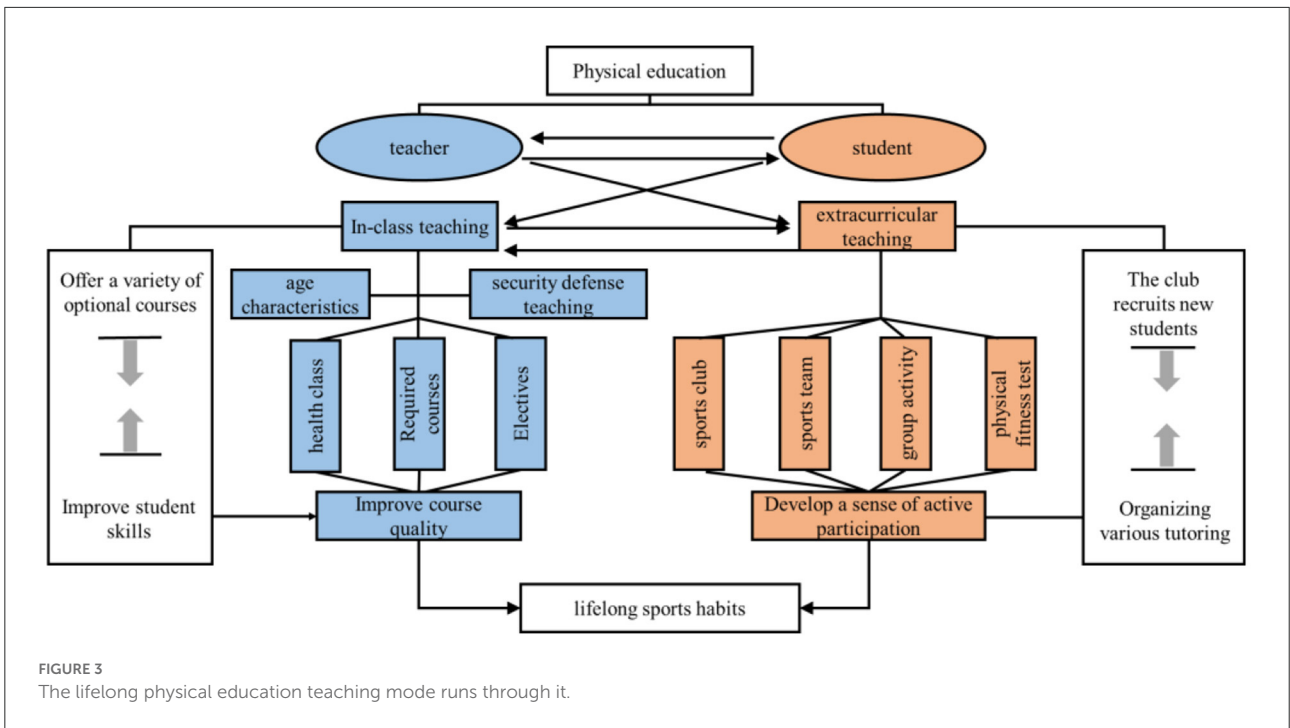 Physical education
teacher
student
In-class teaching
extracurricular
teaching
Offer a variety of
optional courses
Improve student
skills
age
characteristics
security defense
teaching
health class
Required
courses
Electives
Improve course
quality
sports club
sports team
group activity
physical
fitness test
Develop a sense of active
participation
The club
recruits new
students
Organizing
various tutoring
lifelong sports habits
FIGURE 3
The lifelong physical education teaching mode runs through it.